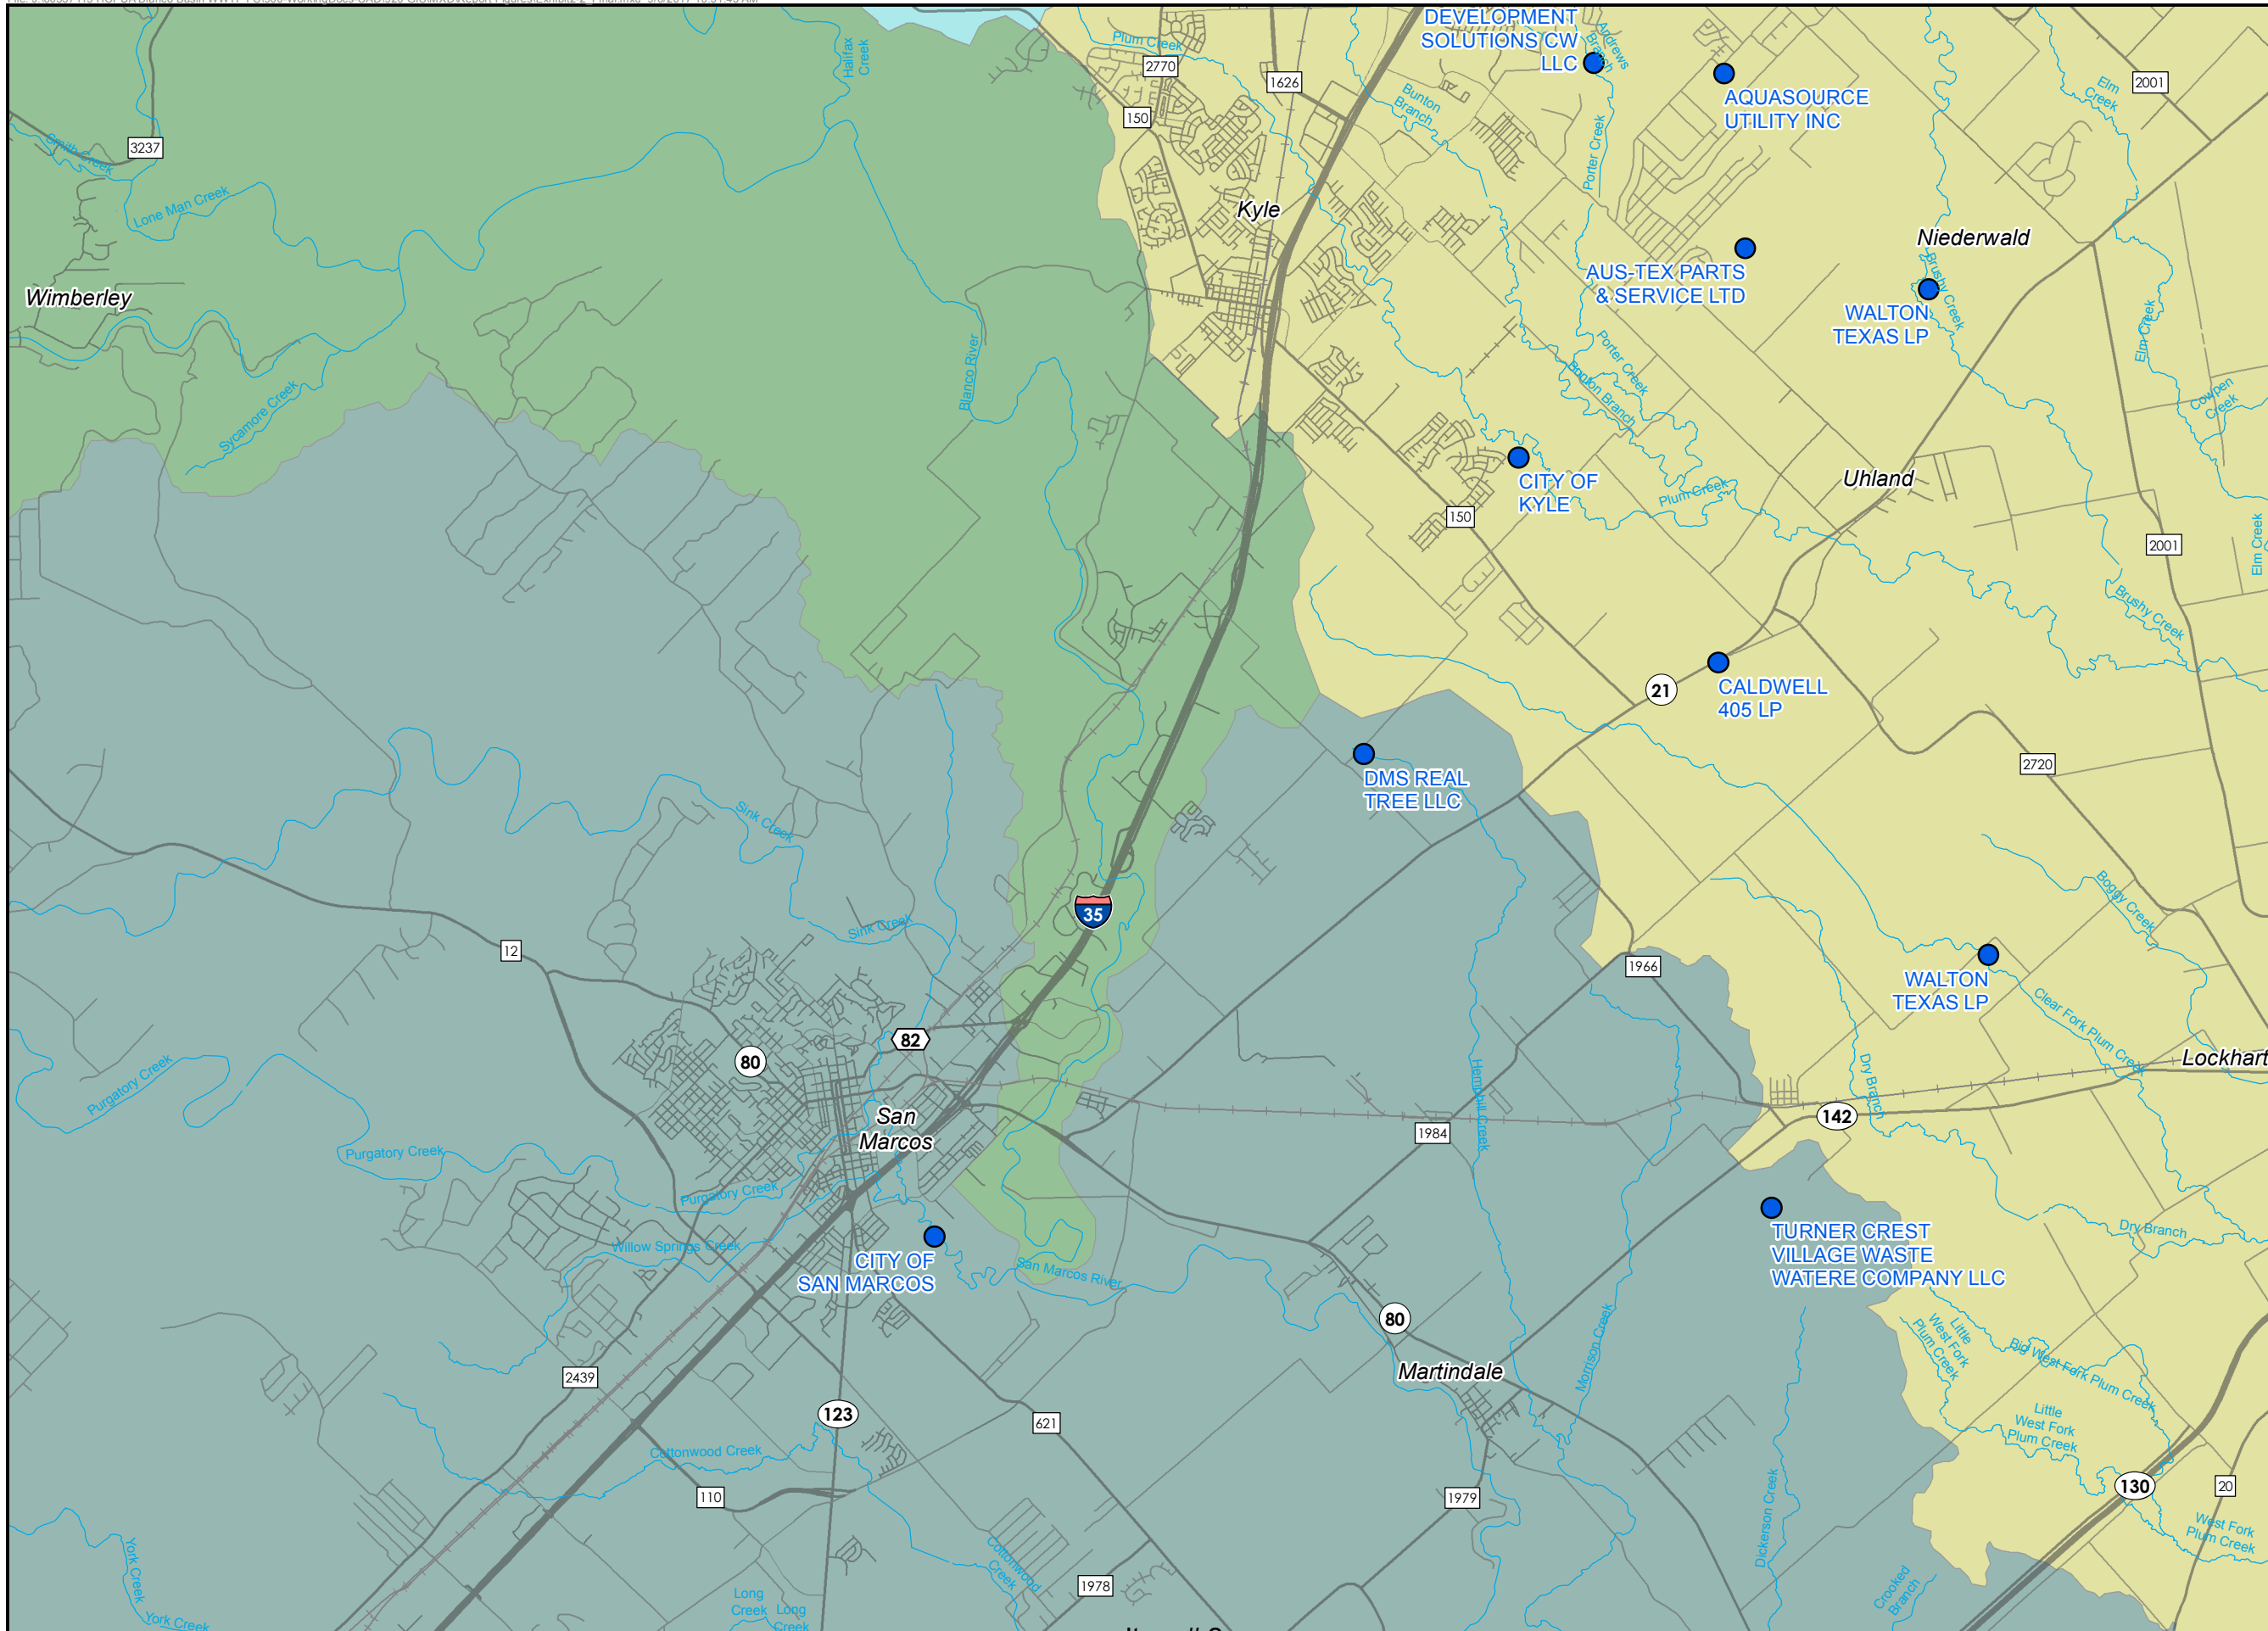 DEVELOPMENT
SOLUTIONS CW
LLC
Andrews
Branch
Plum Creek
2770
1626
150
Halifax
Creek
Bunton
Branch
Porter Creek
AQUASOURCE
UTILITY INC
Elm
Creek
2001
3237
Smith Creek
Lone Man Creek
Kyle
Niederwald
Wimberley
AUS-TEX PARTS
& SERVICE LTD
Brushy Creek
WALTON
TEXAS LP
Elm Creek
Blanco River
Sycamore Creek
Porter Creek
Bunton Branch
Cowpen
Creek
CITY OF
KYLE
Plum Creek
Uhland
150
2001
Elm Creek
Brushy Creek
21
CALDWELL
405 LP
DMS REAL
TREE LLC
2720
Sink Creek
Sink Creek
35
12
Boggy Creek
1966
WALTON
TEXAS LP
Clear Fork Plum Creek
82
80
Purgatory Creek
Hemphill Creek
Dry Branch
Lockhart
San
Marcos
142
1984
Purgatory Creek
Purgatory Creek
Willow Springs Creek
CITY OF
SAN MARCOS
San Marcos River
TURNER CREST
VILLAGE WASTE
WATERE COMPANY LLC
Dry Branch
80
Martindale
Morrison Creek
Little
West Fork
Plum Creek
Big West Fork Plum Creek
Little
West Fork
Plum Creek
2439
123
621
Cottonwood Creek
110
1979
130
20
West Fork
Plum Creek
Dickerson Creek
York Creek
York Creek
Cottonwood
Creek
1978
Long
Creek
Long
Creek
Crooked
Branch